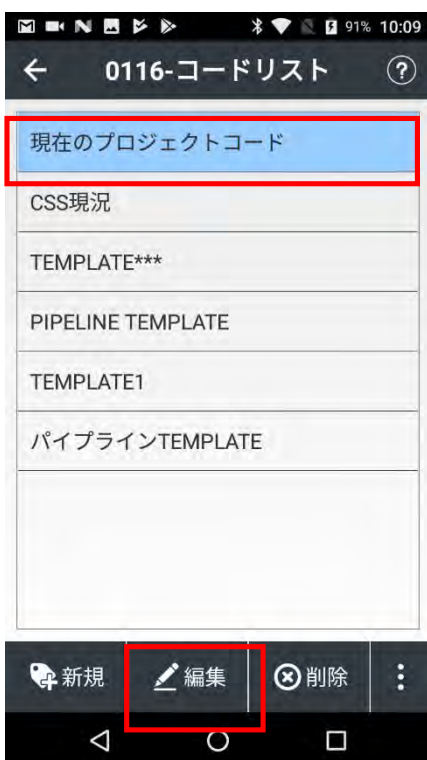 91% 10:09
0116-コードリスト ?
現在のプロジェクトコード
CSS現況
TEMPLATE***
PIPELINE TEMPLATE
TEMPLATE1
パイプラインTEMPLATE
新規 編集 削除